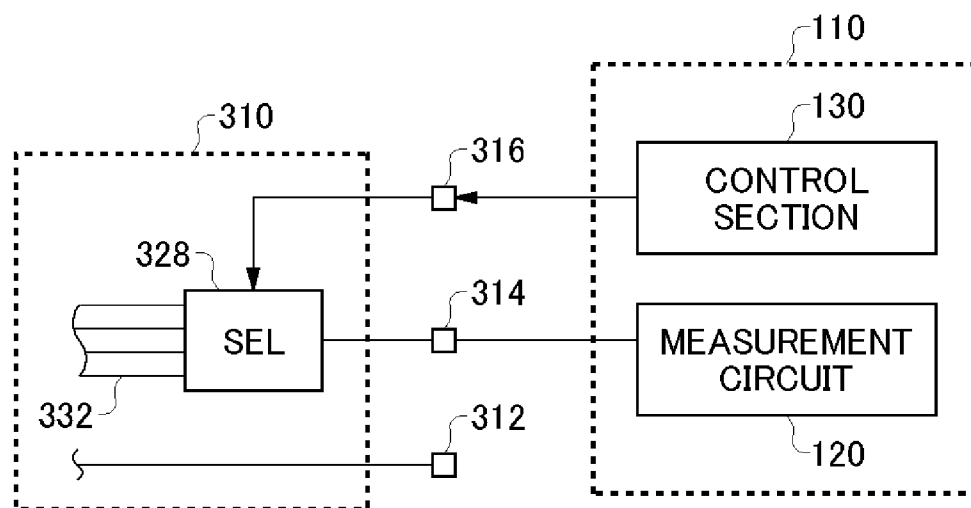 110
310
130
316
CONTROL
SECTION
328
314
SEL
MEASUREMENT
CIRCUIT
332
312
120